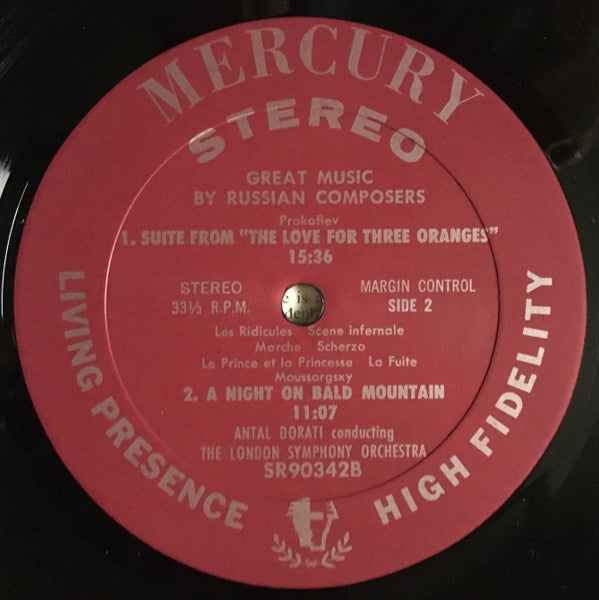 MERCURY
STEREO
GREAT MUSIC
BY RUSSIAN COMPOSERS
Prokofiev
1. SUITE FROM "THE LOVE FOR THREE ORANGES"
15:36
STEREO
33⅓ R.P.M.
MARGIN CONTROL
SIDE 2
Les Ridicules Scene infernale
Marche Scherzo
Le Prince et la Princesse La Fuite
Moussorgsky
2. A NIGHT ON BALD MOUNTAIN
11:07
ANTAL DORATI conducting
THE LONDON SYMPHONY ORCHESTRA
SR90342B
LIVING PRESENCE
HIGH FIDELITY